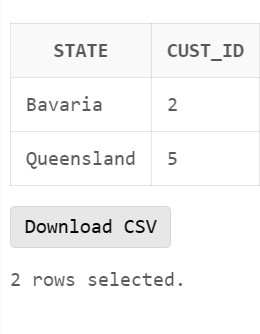 STATE CUST_ID
Bavaria 2
Queensland 5
Download CSV
2 rows selected.